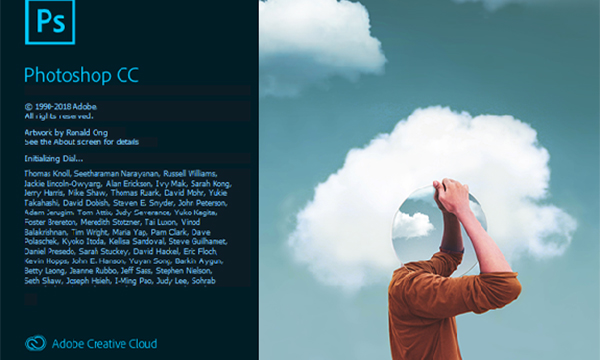 Ps
Photoshop CC
© 1990-2018 Adobe
All rights reserved.
Artwork by Ranald Ong
See the About screen for details
Initializing Dial...
Thomas Knoll, Seetharaman Narayanan, Russell Williams,
Jackie Lincoln-Owyang, Alan Erickson, Ivy Mak, Sarah Kong,
Jerry Harris, Mike Shaw, Thomas Ruark, David Mohr, Yukie
Takahashi, David Dobish, Steven E. Snyder, John Peterson,
Adam Jerugim, Tom Attix, Judy Severance, Yuko Kagita,
Foster Brereton, Meredith Stotzner, Tai Luxon, Vinod
Balakrishnan, Tim Wright, Maria Yap, Pam Clark, Dave
Polaschek, Kyoko Itoda, Kellisa Sandoval, Steve Guilhamet,
Daniel Presedo, Sarah Stuckey, David Hackel, Eric Floch,
Kevin Hopps, John E. Hanson, Yuyan Song, Barkin Aygun,
Betty Leong, Jeanne Rubbo, Jeff Sass, Stephen Nielson,
Seth Shaw, Joseph Hsieh, I-Ming Pao, Judy Lee, Sohrab
Adobe Creative Cloud